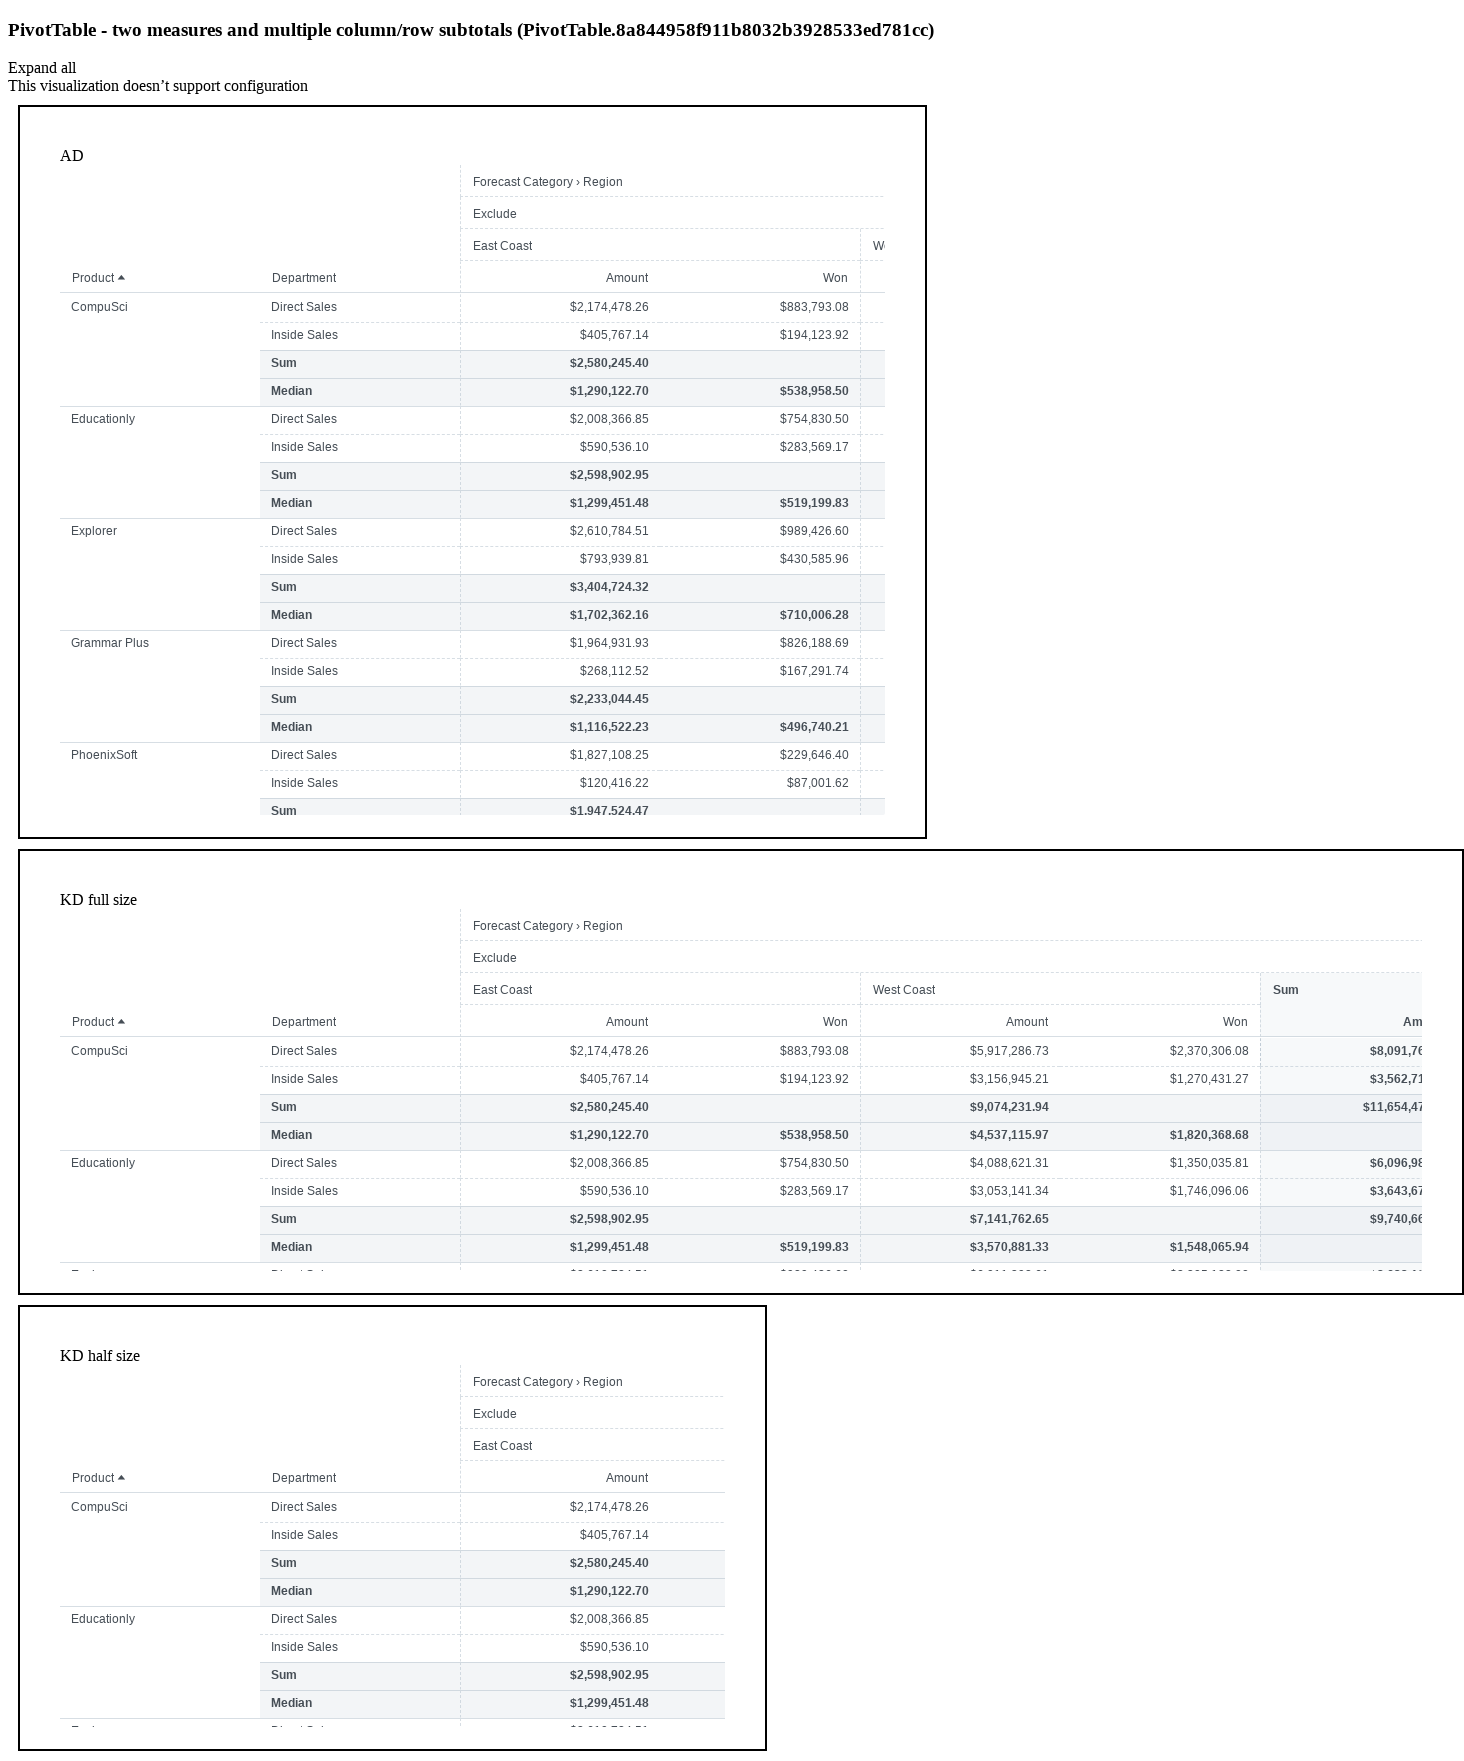 PivotTable - two measures and multiple column/row subtotals (PivotTable.8a844958f911b8032b3928533ed781cc)
Expand all
This visualization doesn’t support configuration
AD
Forecast Category › Region
Exclude
East Coast
Product Department Amount Won
CompuSci Direct Sales $2,174,478.26 $883,793.08
Inside Sales $405,767.14 $194,123.92
Sum $2,580,245.40
Median $1,290,122.70 $538,958.50
Educationly Direct Sales $2,008,366.85 $754,830.50
Inside Sales $590,536.10 $283,569.17
Sum $2,598,902.95
Median $1,299,451.48 $519,199.83
Explorer Direct Sales $2,610,784.51 $989,426.60
Inside Sales $793,939.81 $430,585.96
Sum $3,404,724.32
Median $1,702,362.16 $710,006.28
Grammar Plus Direct Sales $1,964,931.93 $826,188.69
Inside Sales $268,112.52 $167,291.74
Sum $2,233,044.45
Median $1,116,522.23 $496,740.21
PhoenixSoft Direct Sales $1,827,108.25 $229,646.40
Inside Sales $120,416.22 $87,001.62
Sum $1,947,524.47
KD full size
Forecast Category › Region
Exclude
East Coast West Coast Sum
Product Department Amount Won Amount Won Am
CompuSci Direct Sales $2,174,478.26 $883,793.08 $5,917,286.73 $2,370,306.08 $8,091,76
Inside Sales $405,767.14 $194,123.92 $3,156,945.21 $1,270,431.27 $3,562,71
Sum $2,580,245.40 $9,074,231.94 $11,654,47
Median $1,290,122.70 $538,958.50 $4,537,115.97 $1,820,368.68
Educationly Direct Sales $2,008,366.85 $754,830.50 $4,088,621.31 $1,350,035.81 $6,096,98
Inside Sales $590,536.10 $283,569.17 $3,053,141.34 $1,746,096.06 $3,643,67
Sum $2,598,902.95 $7,141,762.65 $9,740,66
Median $1,299,451.48 $519,199.83 $3,570,881.33 $1,548,065.94
KD half size
Forecast Category › Region
Exclude
East Coast
Product Department Amount
CompuSci Direct Sales $2,174,478.26
Inside Sales $405,767.14
Sum $2,580,245.40
Median $1,290,122.70
Educationly Direct Sales $2,008,366.85
Inside Sales $590,536.10
Sum $2,598,902.95
Median $1,299,451.48